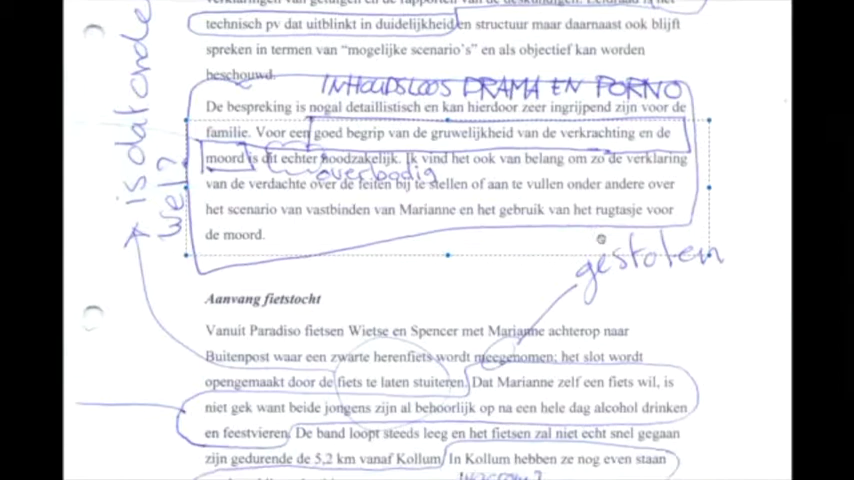 technisch pv dat uitblinkt in duidelijkheid en structuur maar daarnaast ook blijft
spreken in termen van “mogelijke scenario’s” en als objectief kan worden
beschouwd.
INHOUDSLOOS DRAMA EN PORNO
De bespreking is nogal detaillistisch en kan hierdoor zeer ingrijpend zijn voor de
familie. Voor een goed begrip van de gruwelijkheid van de verkrachting en de
moord is dit echter noodzakelijk. Ik vind het ook van belang om zo de verklaring
overbodig
van de verdachte over de feiten bij te stellen of aan te vullen onder andere over
het scenario van vastbinden van Marianne en het gebruik van het rugtasje voor
de moord.
is dat onde
wel?
gestolen
Aanvang fietstocht
Vanuit Paradiso fietsen Wietse en Spencer met Marianne achterop naar
Buitenpost waar een zwarte herenfiets wordt meegenomen; het slot wordt
opengemaakt door de fiets te laten stuiteren. Dat Marianne zelf een fiets wil, is
niet gek want beide jongens zijn al behoorlijk op na een hele dag alcohol drinken
en feestvieren. De band loopt steeds leeg en het fietsen zal niet echt snel gegaan
zijn gedurende de 5,2 km vanaf Kollum. In Kollum hebben ze nog even staan